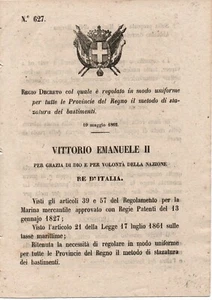 N.° 627.
REGIO DECRETO col quale è regolato in modo uniforme
per tutte le Provincie del Regno il metodo di staz-
zatura dei bastimenti.
19 maggio 1862
VITTORIO EMANUELE II
PER GRAZIA DI DIO E PER VOLONTÀ DELLA NAZIONE
RE D'ITALIA.
Visti gli articoli 39 e 57 del Regolamento per la
Marina mercantile approvato con Regie Patenti del 13
gennaio 1827;
Visto l'articolo 21 della Legge 17 luglio 1861 sulle
tasse marittime;
Ritenuta la necessità di regolare in modo uniforme
per tutte le Provincie del Regno il metodo di stazzatura dei
bastimenti.